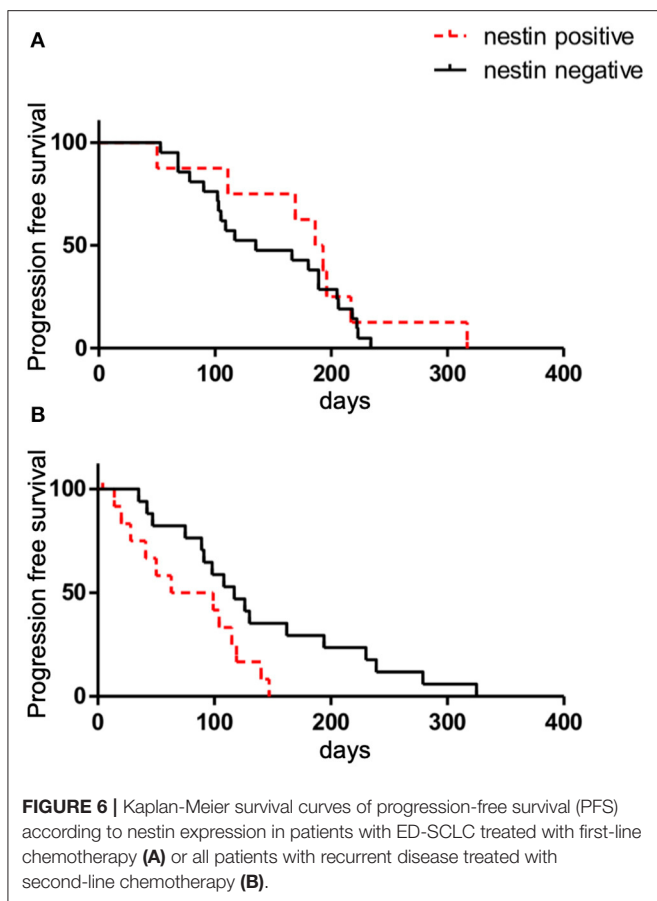 A
nestin positive
nestin negative
Progression free survival
100
50
0
0 100 200 300 400
days
B
Progression free survival
100
50
0
0 100 200 300 400
days
FIGURE 6 | Kaplan-Meier survival curves of progression-free survival (PFS)
according to nestin expression in patients with ED-SCLC treated with first-line
chemotherapy (A) or all patients with recurrent disease treated with
second-line chemotherapy (B).